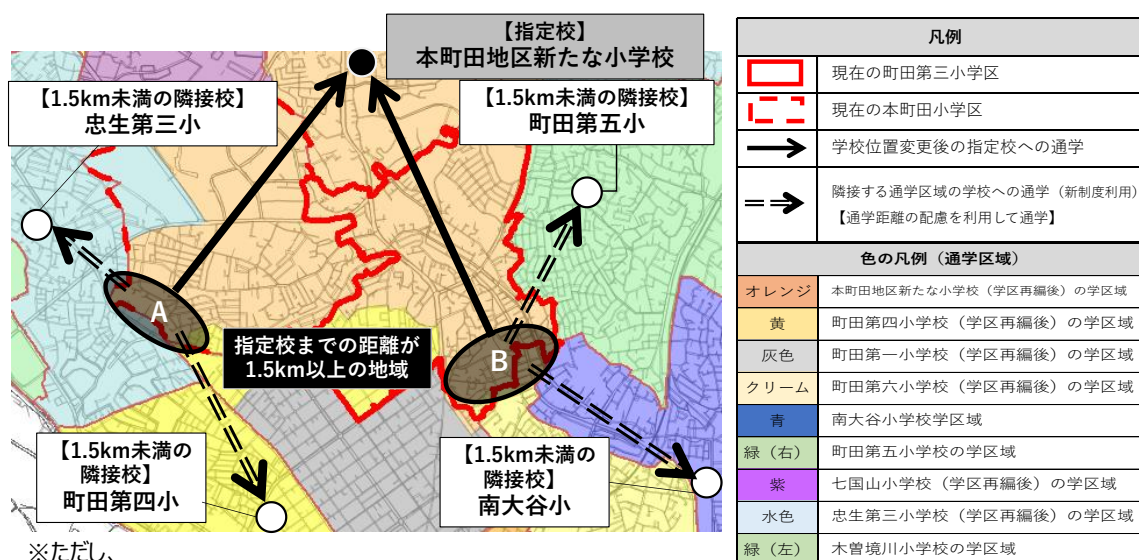 【指定校】
本町田地区新たな小学校
【1.5km未満の隣接校】
忠生第三小
【1.5km未満の隣接校】
町田第五小
A
B
指定校までの距離が
1.5km以上の地域
【1.5km未満の
隣接校】
町田第四小
【1.5km未満の
隣接校】
南大谷小
※ただし、
凡例
現在の町田第三小学区
現在の本町田小学区
学校位置変更後の指定校への通学
隣接する通学区域の学校への通学（新制度利用）
【通学距離の配慮を利用して通学】
色の凡例（通学区域）
オレンジ 本町田地区新たな小学校（学区再編後）の学区域
黄 町田第四小学校（学区再編後）の学区域
灰色 町田第一小学校（学区再編後）の学区域
クリーム 町田第六小学校（学区再編後）の学区域
青 南大谷小学校学区域
緑（右） 町田第五小学校の学区域
紫 七国山小学校（学区再編後）の学区域
水色 忠生第三小学校（学区再編後）の学区域
緑（左） 木曽境川小学校の学区域